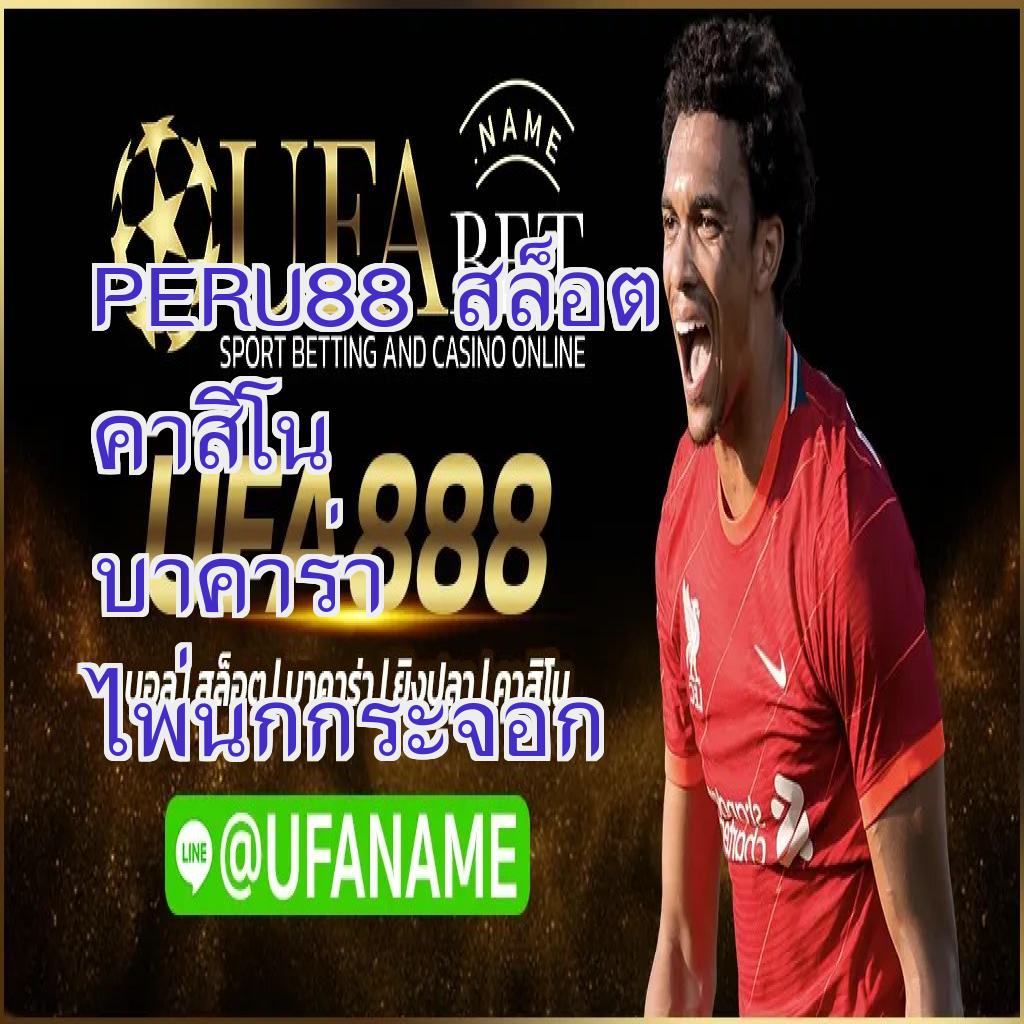 .NAME
UFABET
PERU88 สล็อต
SPORT BETTING AND CASINO ONLINE
คาสิโน
UFA888
บาคาร่า
บอล | สล็อต | บาคาร่า | ยิงปลา | คาสิโน
ไพ่นกกระจอก
LINE @UFANAME